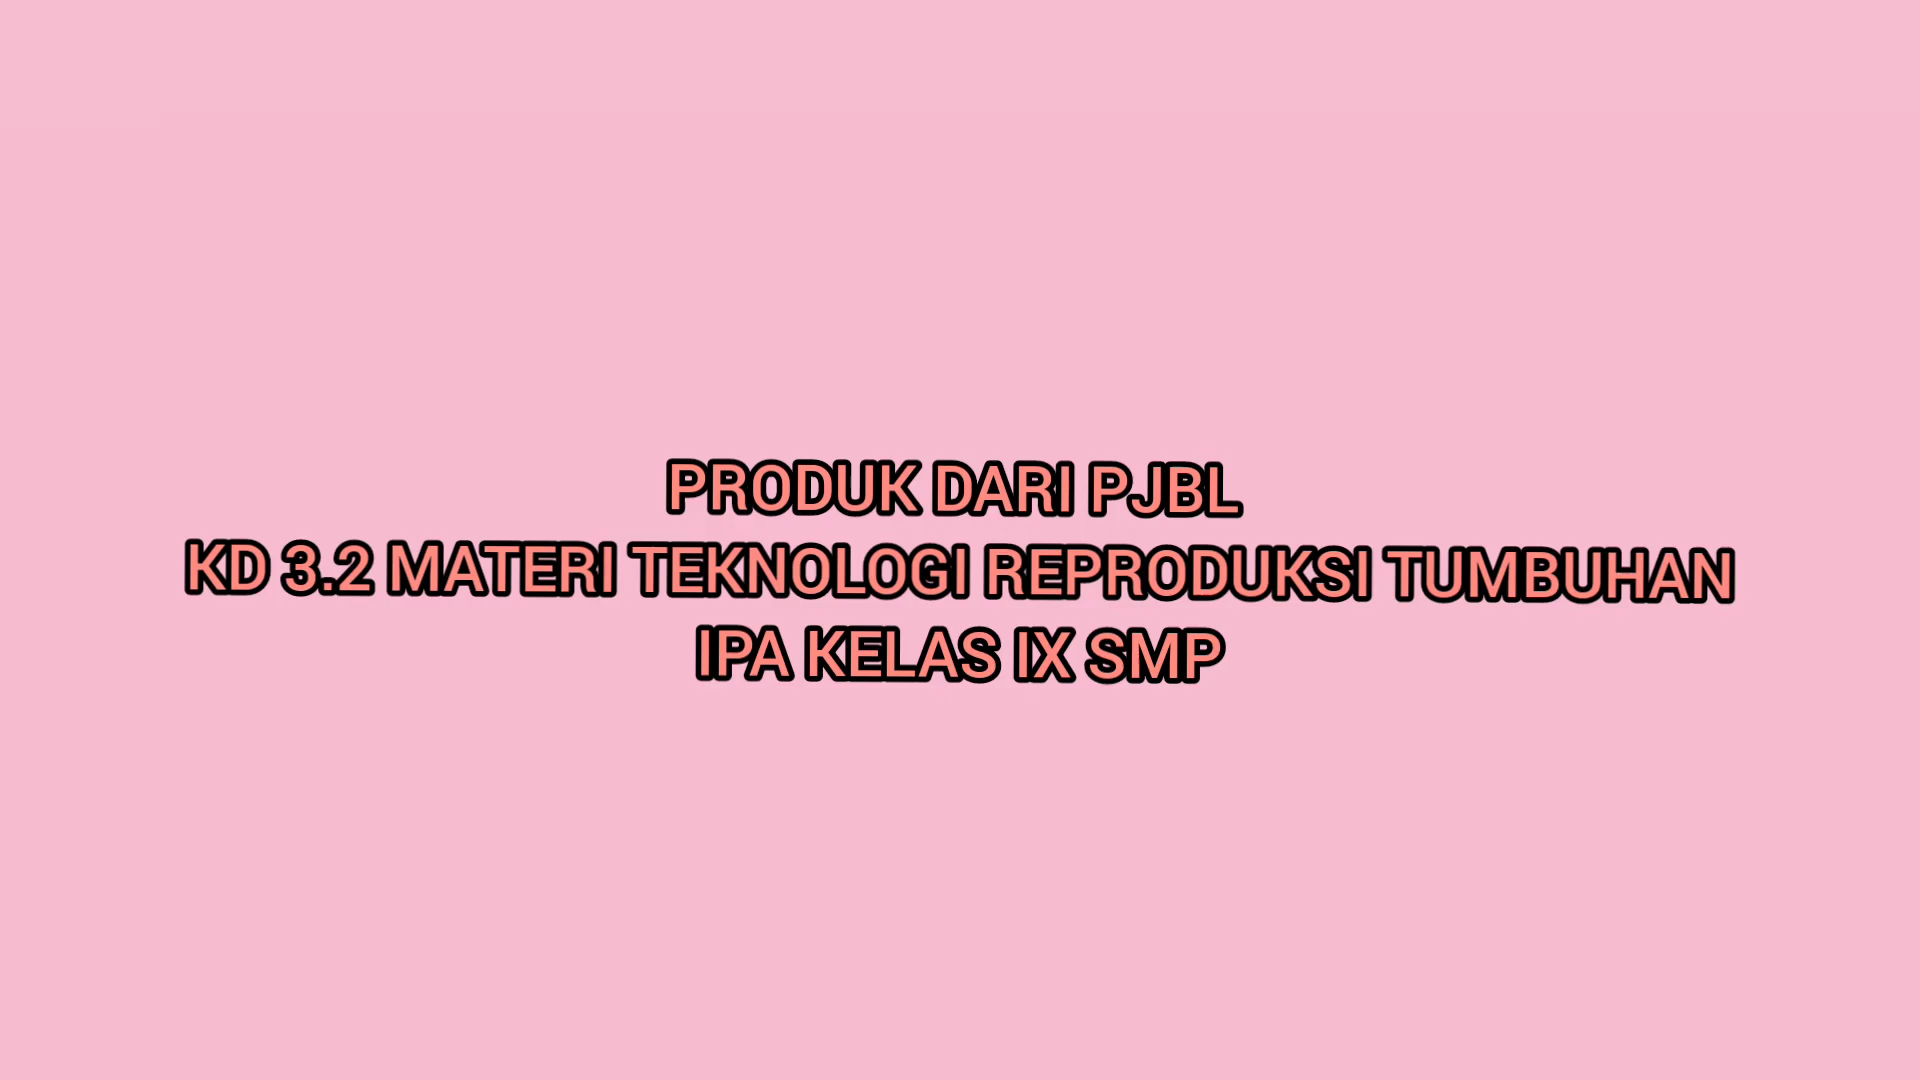 PRODUK DARI PJBL
KD 3.2 MATERI TEKNOLOGI REPRODUKSI TUMBUHAN
IPA KELAS IX SMP